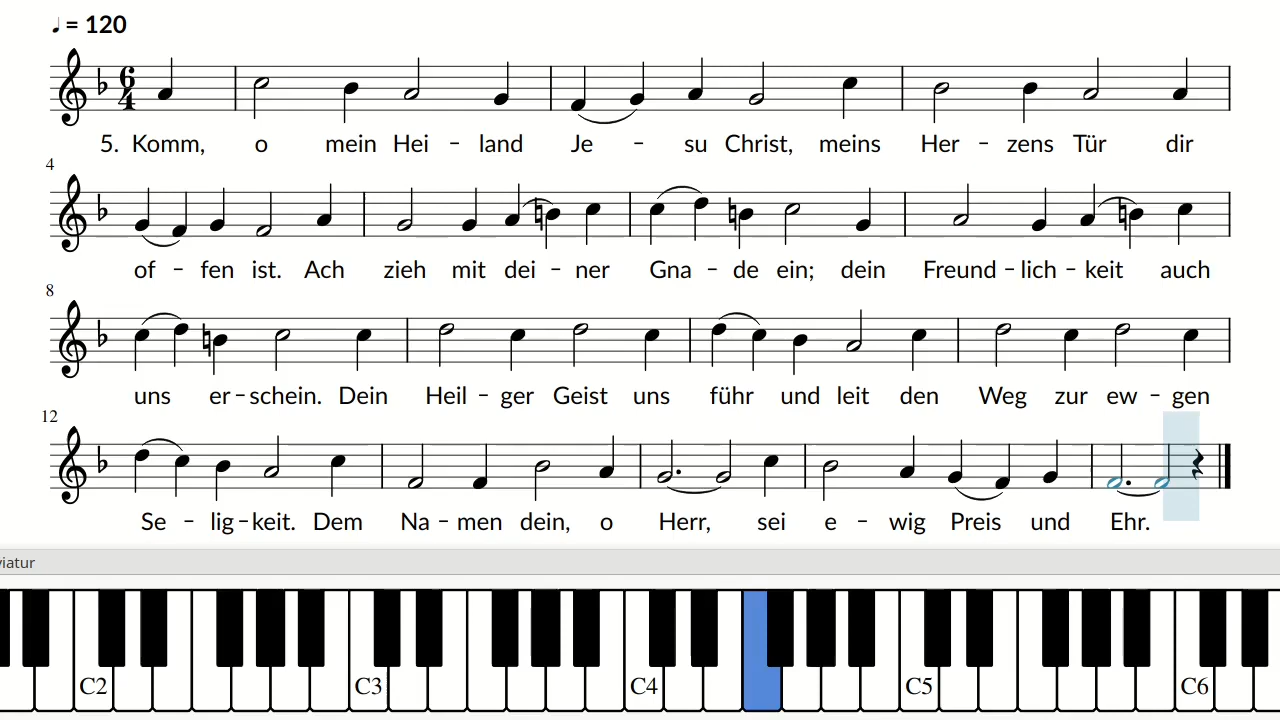 ♩ = 120
6
4
5. Komm, o mein Hei - land Je - su Christ, meins Her - zens Tür dir
4
of - fen ist. Ach zieh mit dei - ner Gna - de ein; dein Freund - lich - keit auch
8
uns er - schein. Dein Heil - ger Geist uns führ und leit den Weg zur ew - gen
12
Se - lig - keit. Dem Na - men dein, o Herr, sei e - wig Preis und Ehr.
viatur
C2 C3 C4 C5 C6